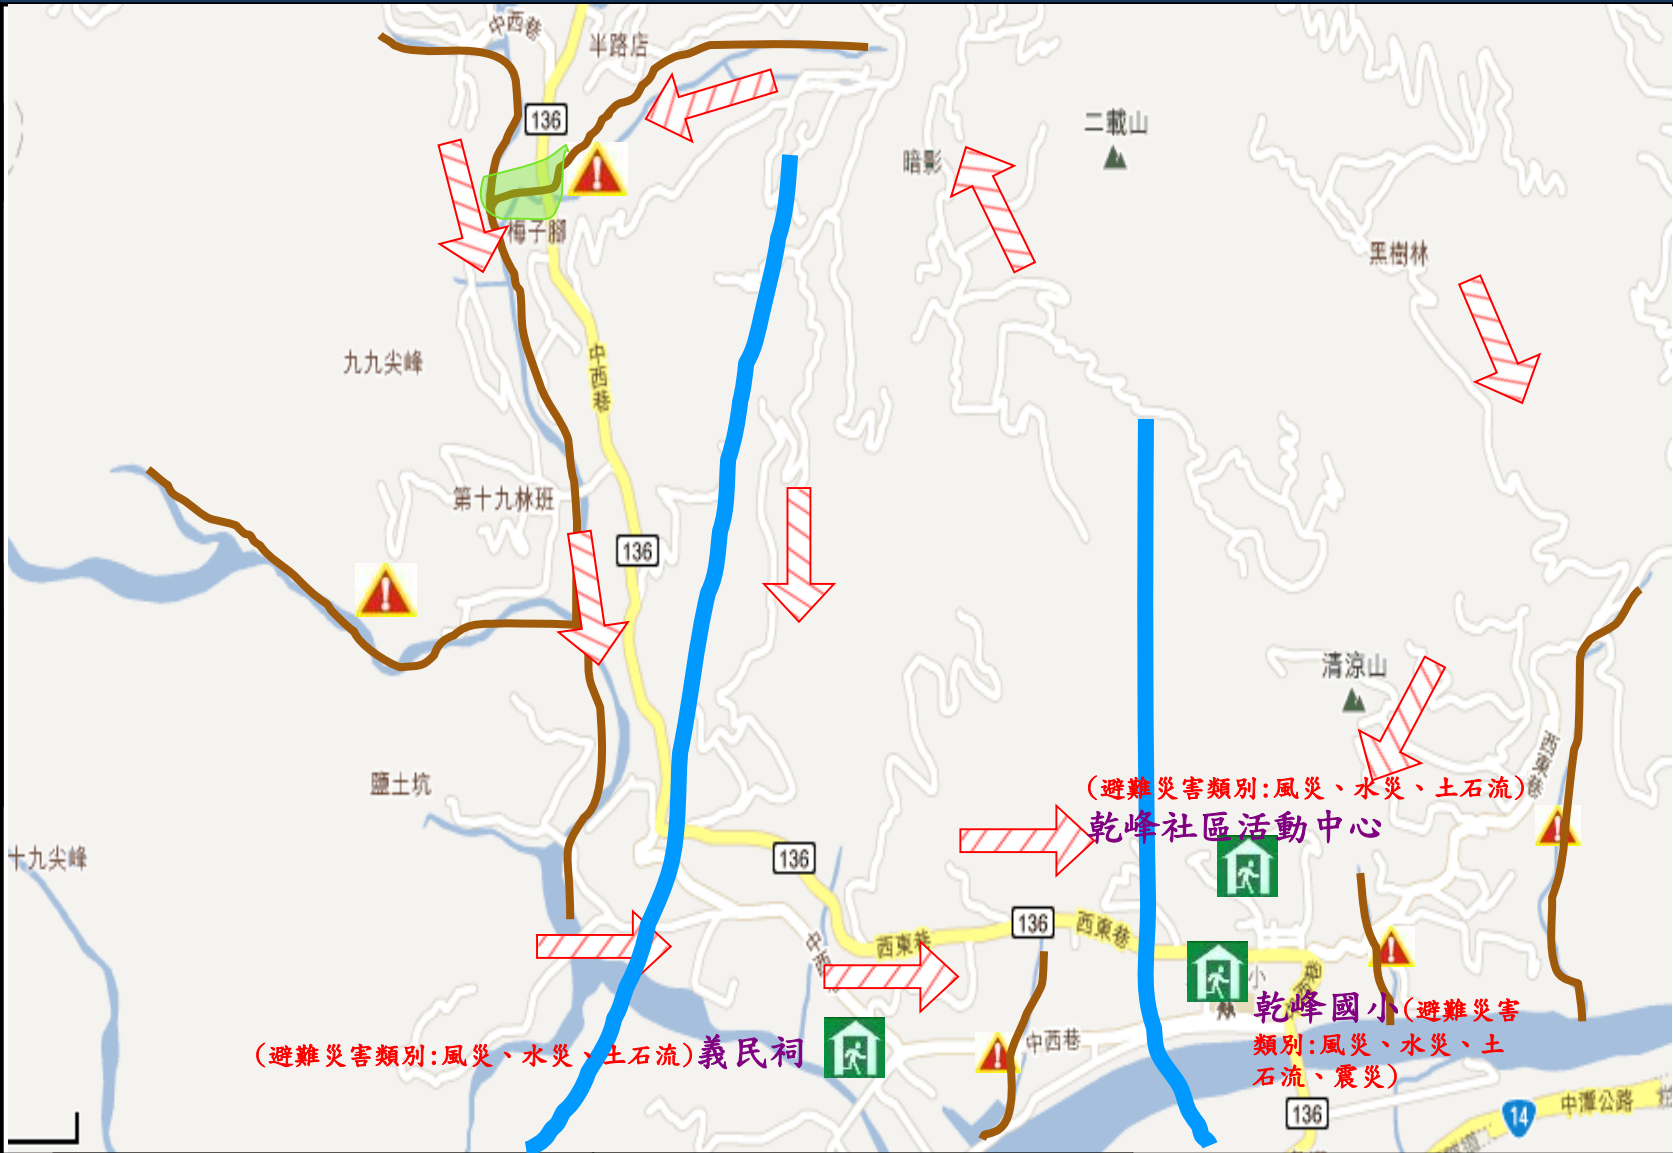 中西巷
半路店
136
二載山
暗影
梅子腳
黑樹林
九九尖峰
中西巷
第十九林班
136
清涼山
西東巷
鹽土坑
(避難災害類別:風災、水災、土石流)
乾峰社區活動中心
十九尖峰
136
136
西東巷
西東巷
中西
小
乾峰國小(避難災害
類別:風災、水災、土
石流、震災)
中西巷
(避難災害類別:風災、水災、土石流)義民祠
136
14
中潭公路